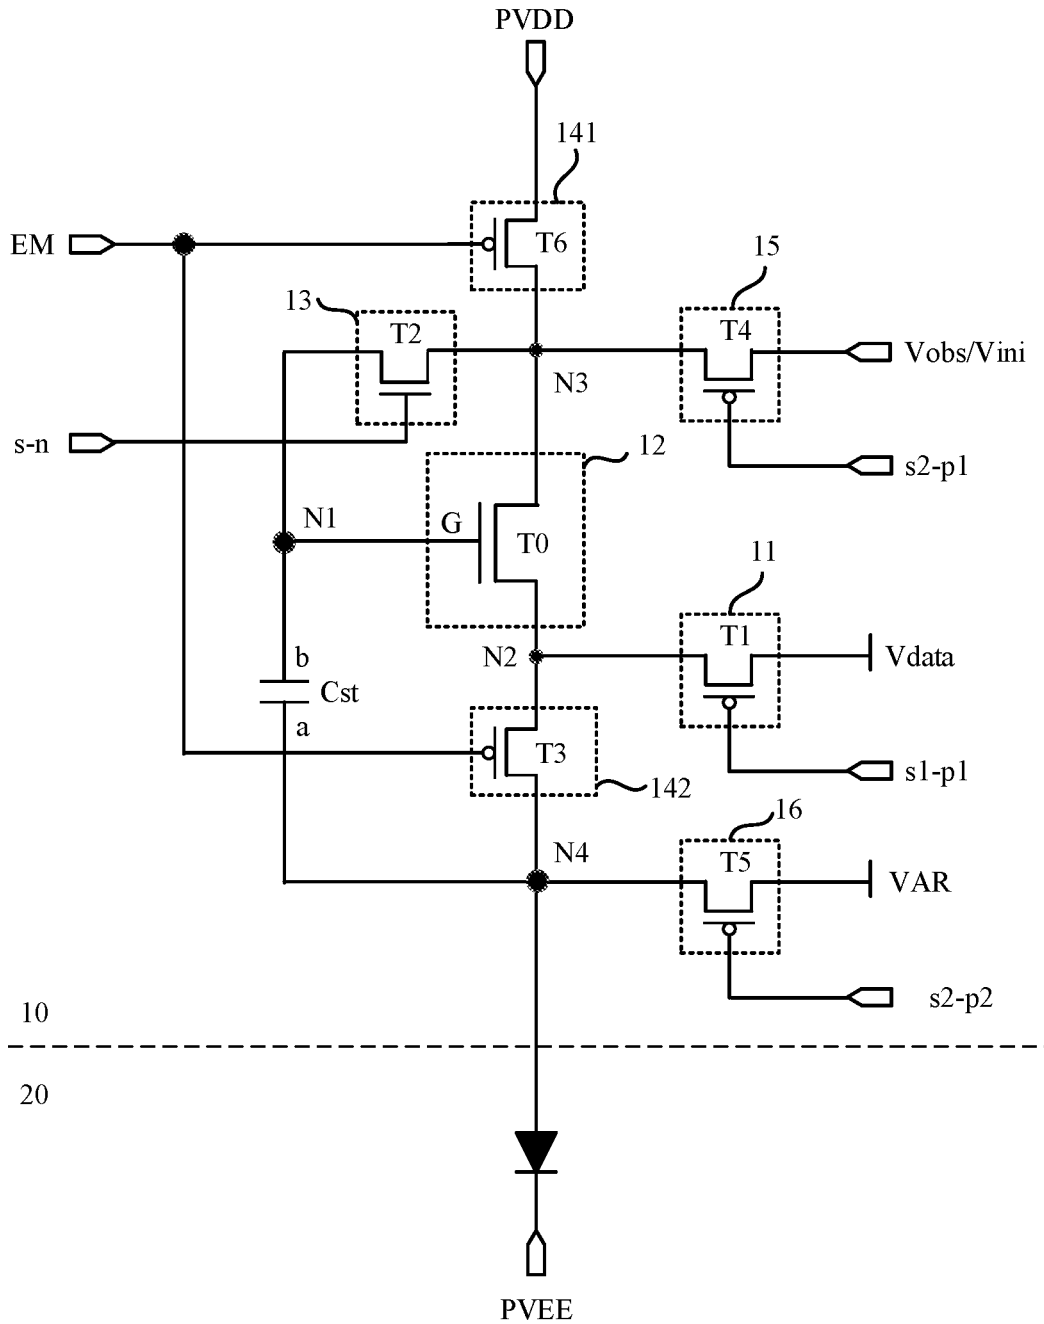 PVDD
141
EM
T6
15
13
T2
T4
Vobs/Vini
N3
s-n
12
s2-p1
N1
G
T0
11
T1
N2
Vdata
b
Cst
a
T3
s1-p1
142
16
N4
T5
VAR
s2-p2
10
20
PVEE